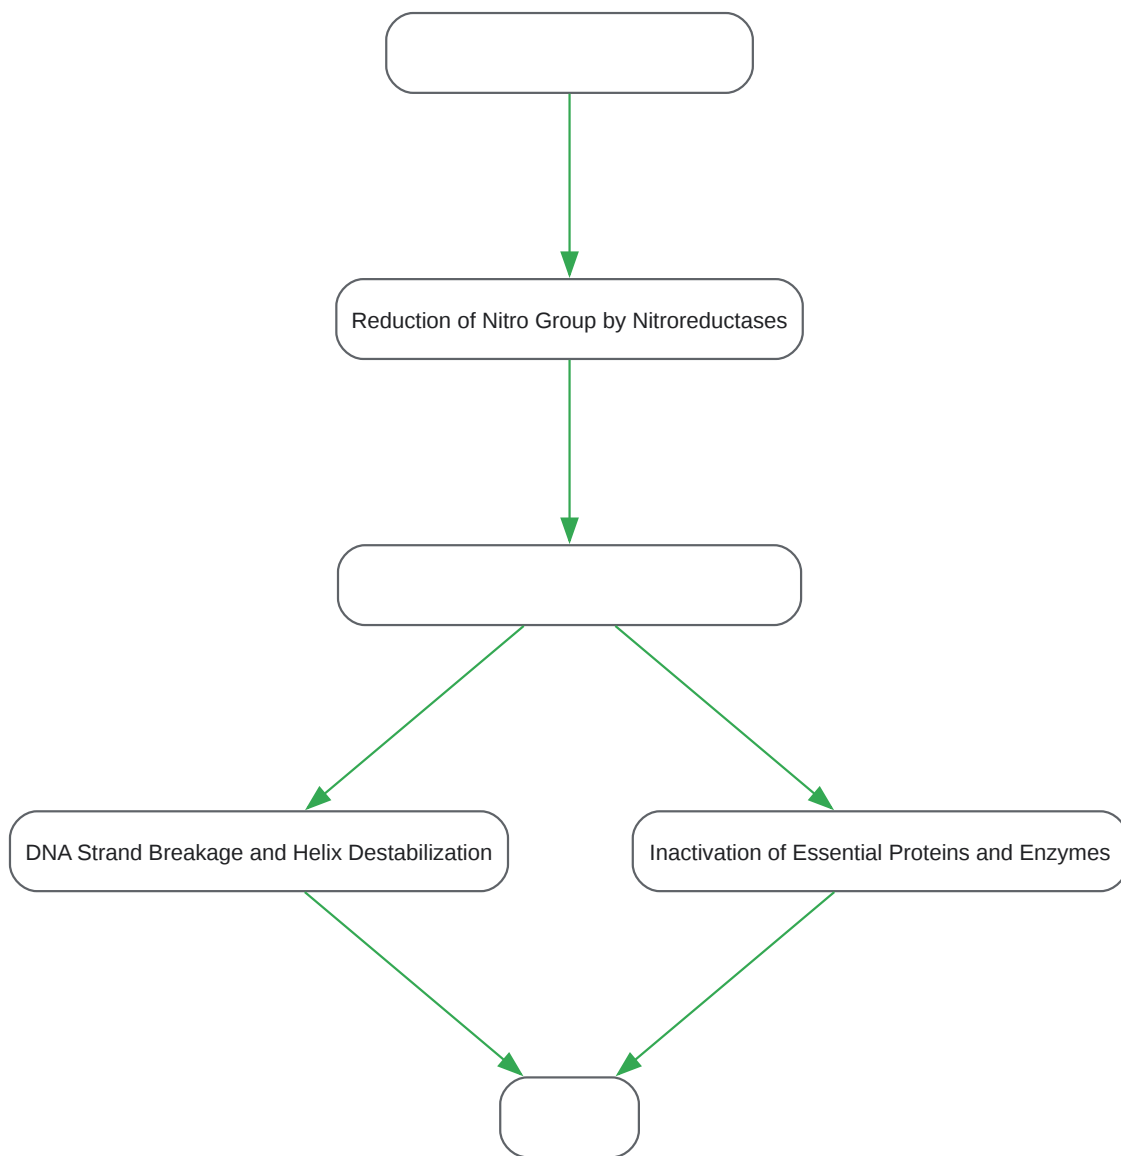 Reduction of Nitro Group by Nitroreductases
DNA Strand Breakage and Helix Destabilization
Inactivation of Essential Proteins and Enzymes